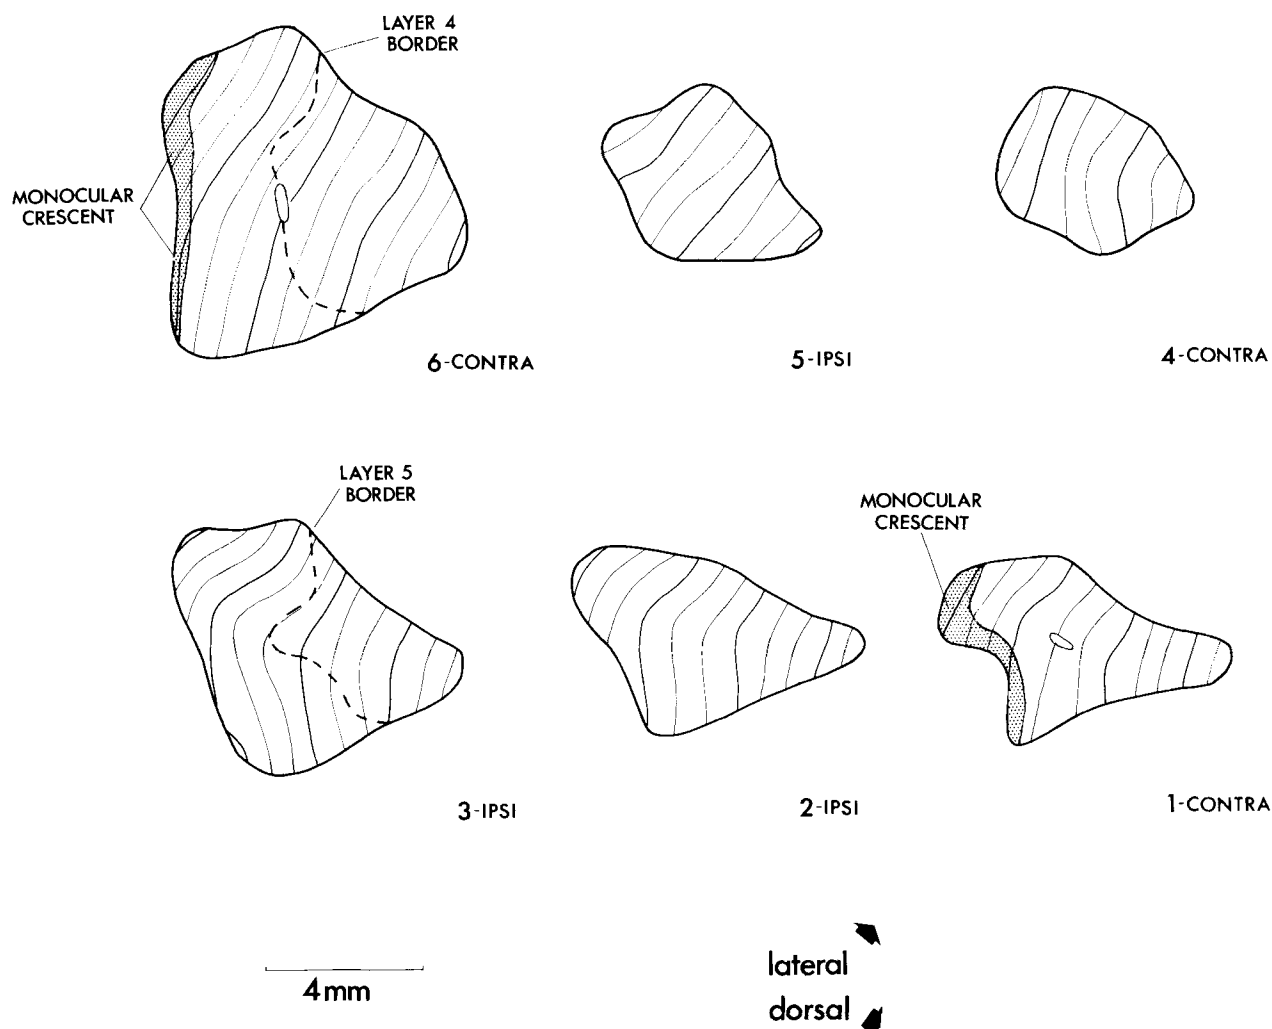 LAYER 4
BORDER
MONOCULAR
CRESCENT
6-CONTRA
5-IPSI
4-CONTRA
LAYER 5
BORDER
MONOCULAR
CRESCENT
3-IPSI
2-IPSI
1-CONTRA
4mm
lateral
dorsal